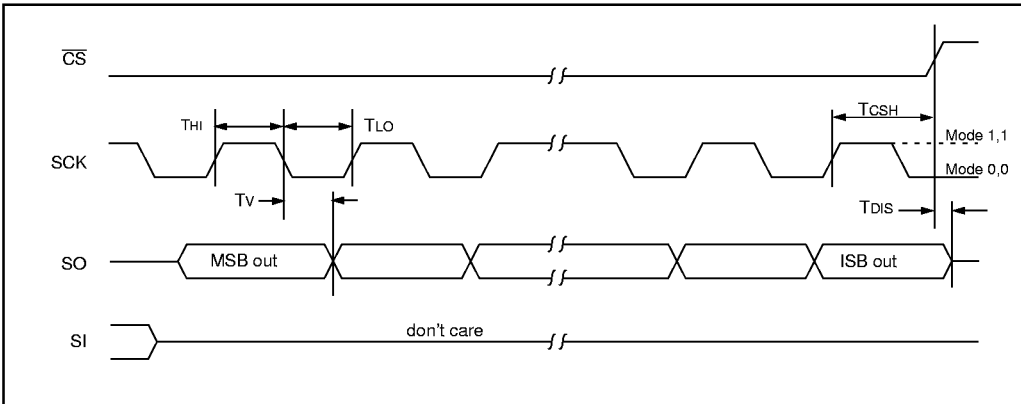 CS
THI
TLO
TCSH
Mode 1,1
SCK
Mode 0,0
TV
TDIS
SO
MSB out
ISB out
SI
don't care